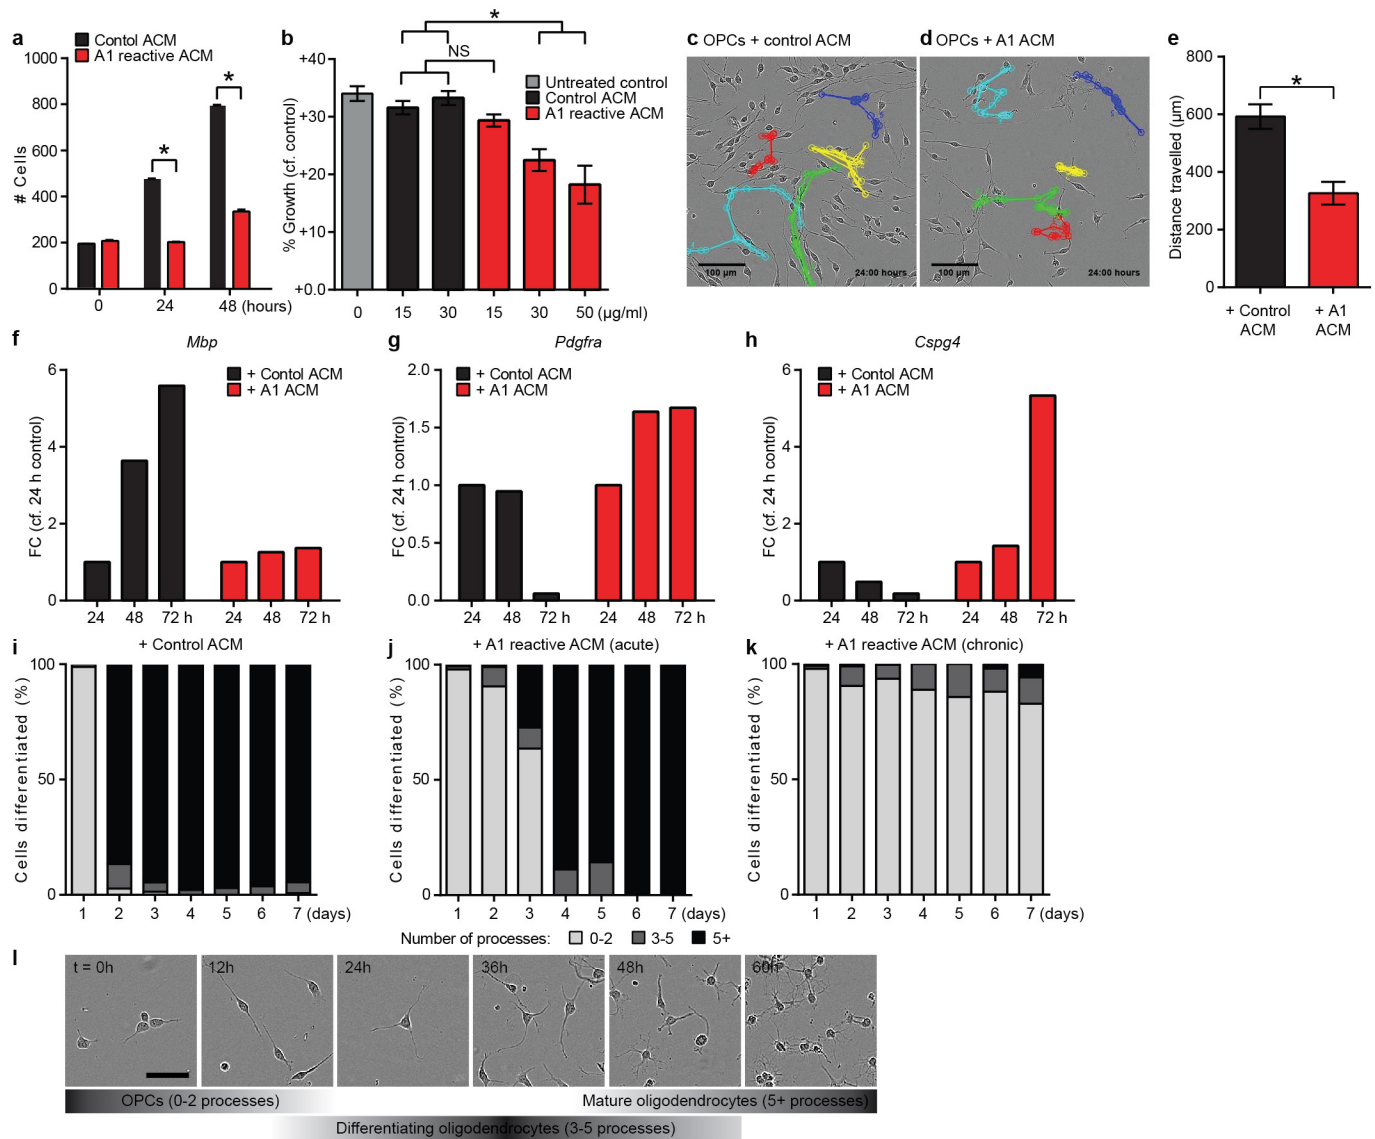 a
Contol ACM
A1 reactive ACM
# Cells
1000
800
600
400
200
0
*
*
0 24 48 (hours)
b
*
NS
Untreated control
Control ACM
A1 reactive ACM
% Growth (cf. control)
+40
+30
+20
+10
+0.0
0 15 30 15 30 50 (µg/ml)
c OPCs + control ACM
100 µm
24:00 hours
d OPCs + A1 ACM
100 µm
24:00 hours
e
Distance travelled (µm)
800
600
400
200
0
*
+ Control
ACM
+ A1
ACM
f
Mbp
+ Contol ACM
+ A1 ACM
FC (cf. 24 h control)
6
4
2
0
24 48 72 h 24 48 72 h
g
Pdgfra
+ Contol ACM
+ A1 ACM
FC (cf. 24 h control)
2.0
1.5
1.0
0.5
0.0
24 48 72 h 24 48 72 h
h
Cspg4
+ Contol ACM
+ A1 ACM
FC (cf. 24 h control)
6
4
2
0
24 48 72 h 24 48 72 h
i
+ Control ACM
Cells differentiated (%)
100
50
0
1 2 3 4 5 6 7 (days)
j
+ A1 reactive ACM (acute)
Cells differentiated (%)
100
50
0
1 2 3 4 5 6 7 (days)
k
+ A1 reactive ACM (chronic)
Cells differentiated (%)
100
50
0
1 2 3 4 5 6 7 (days)
Number of processes: 0-2 3-5 5+
l
t = 0h 12h 24h 36h 48h 60h
OPCs (0-2 processes)
Mature oligodendrocytes (5+ processes)
Differentiating oligodendrocytes (3-5 processes)